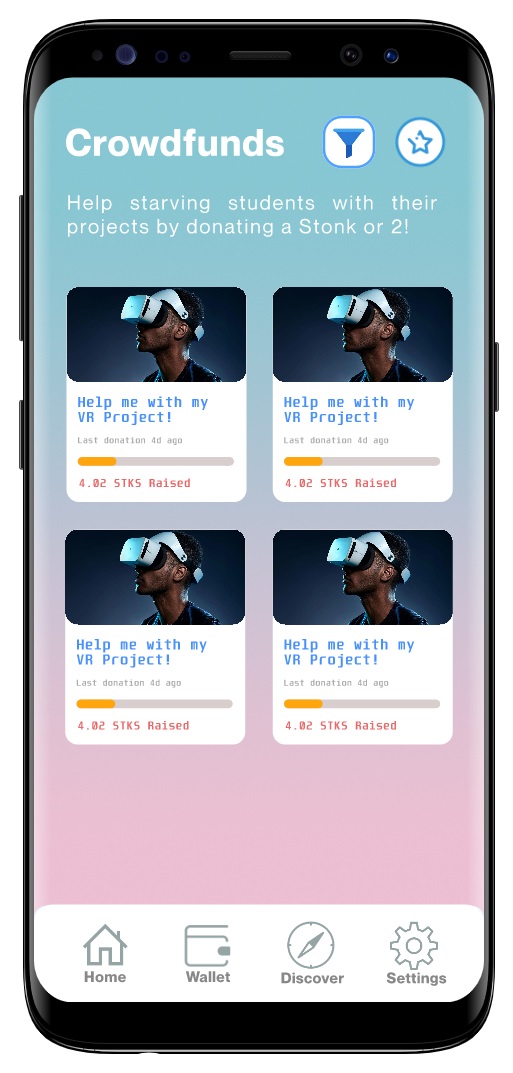 Crowdfunds
Help starving students with their
projects by donating a Stonk or 2!
Help me with my
VR Project!
Last donation 4d ago
4.02 STKS Raised
Help me with my
VR Project!
Last donation 4d ago
4.02 STKS Raised
Help me with my
VR Project!
Last donation 4d ago
4.02 STKS Raised
Help me with my
VR Project!
Last donation 4d ago
4.02 STKS Raised
Home
Wallet
Discover
Settings